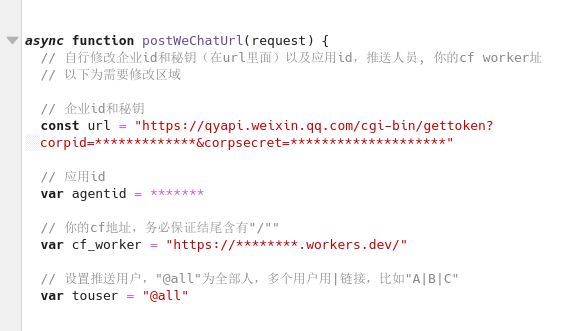 async function postWeChatUrl(request) {
// 自行修改企业id和秘钥（在url里面）以及应用id，推送人员, 你的cf worker址
// 以下为需要修改区域
// 企业id和秘钥
const url = "https://qyapi.weixin.qq.com/cgi-bin/gettoken?
corpid=*************&corpsecret=********************"
// 应用id
var agentid = *******
// 你的cf地址，务必保证结尾含有"/""
var cf_worker = "https://********.workers.dev/"
// 设置推送用户，"@all"为全部人，多个用户用|链接，比如"A|B|C"
var touser = "@all"